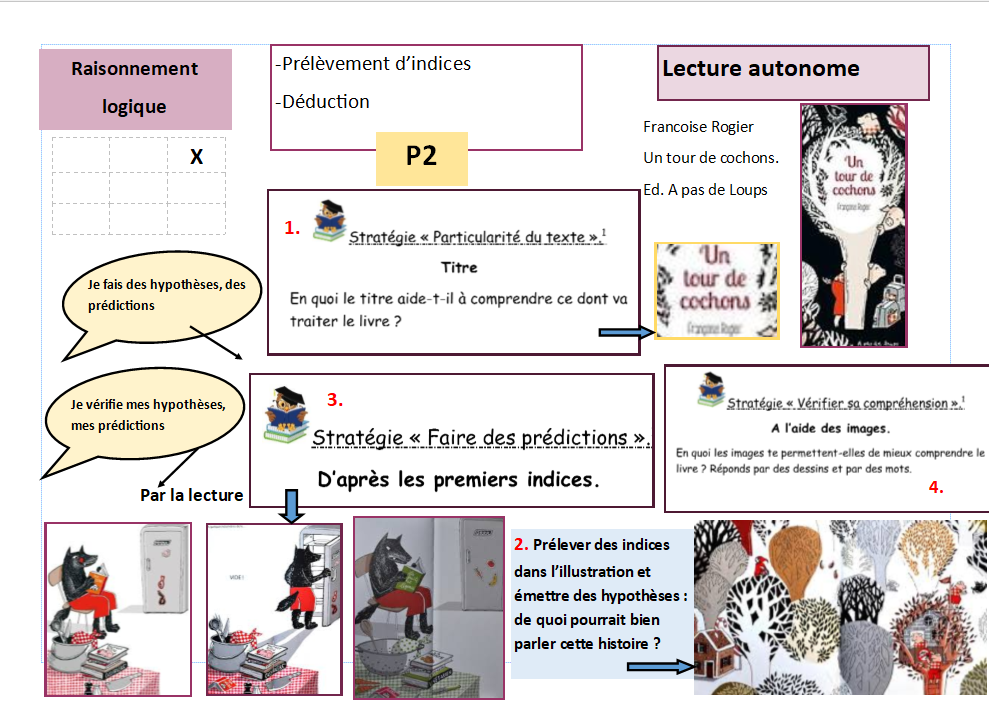 Raisonnement
logique
X
-Prélèvement d’indices
-Déduction
P2
Lecture autonome
Francoise Rogier
Un tour de cochons.
Ed. A pas de Loups
Un
tour de
cochons
Françoise Rogier
1.
Stratégie « Particularité du texte ».1
Titre
En quoi le titre aide-t-il à comprendre ce dont va
traiter le livre ?
Un
tour de
cochons
Françoise Rogier
Je fais des hypothèses, des
prédictions
Je vérifie mes hypothèses,
mes prédictions
Par la lecture
3.
Stratégie « Faire des prédictions ».
D’après les premiers indices.
Stratégie « Vérifier sa compréhension ».1
A l’aide des images.
En quoi les images te permettent-elles de mieux comprendre le
livre ? Réponds par des dessins et par des mots.
4.
VIDE!
2. Prélever des indices
dans l’illustration et
émettre des hypothèses :
de quoi pourrait bien
parler cette histoire ?